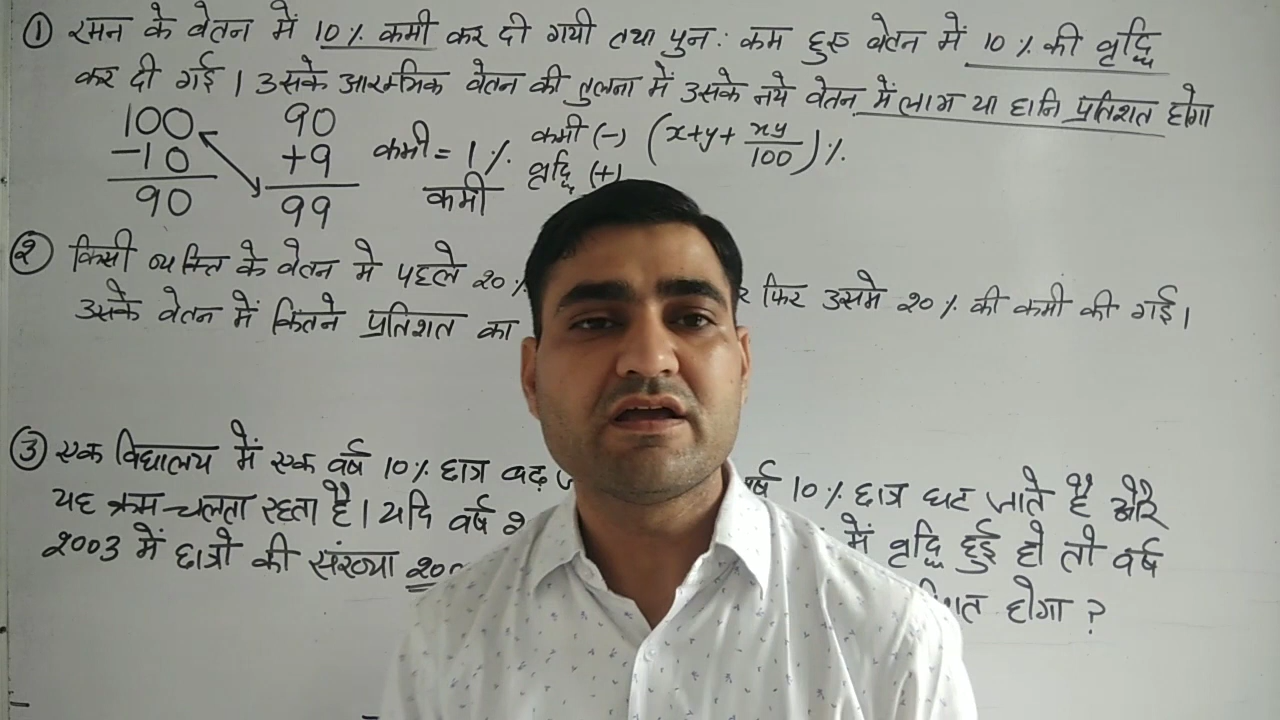 ① रमन के वेतन में 10% कमी कर दी गयी तथा पुन: कम हुए वेतन में 10% की वृद्धि
कर दी गई । उसके आरम्भिक वेतन की तुलना में उसके नये वेतन में लाभ या हानि प्रतिशत होगा
100 90 कमी (-) (x+y+ xy/100)%
-10 +9 कमी = 1% वृद्धि (+)
90 99 कमी
② किसी व्यक्ति के वेतन मे पहले 20% फिर उसमे 20% की कमी की गई।
उसके वेतन में कितने प्रतिशत का
③ एक विद्यालय में एक वर्ष 10% छात्र बढ़ 10% छात्र घट जाते है और
यह क्रम चलता रहता है। यदि वर्ष में वृद्धि हुई हो तो वर्ष
2003 में छात्रो की संख्या होगा ?